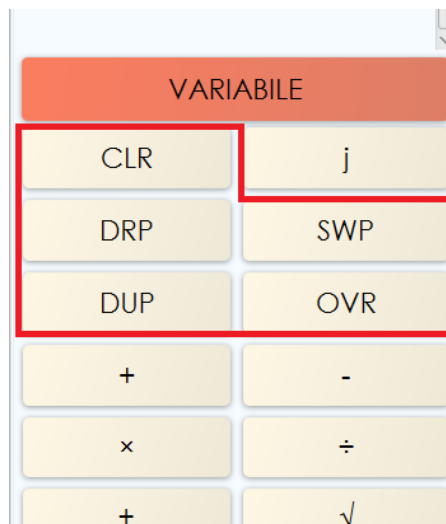 VARIABILE
CLR j
DRP SWP
DUP OVR
+ -
× ÷
+ √